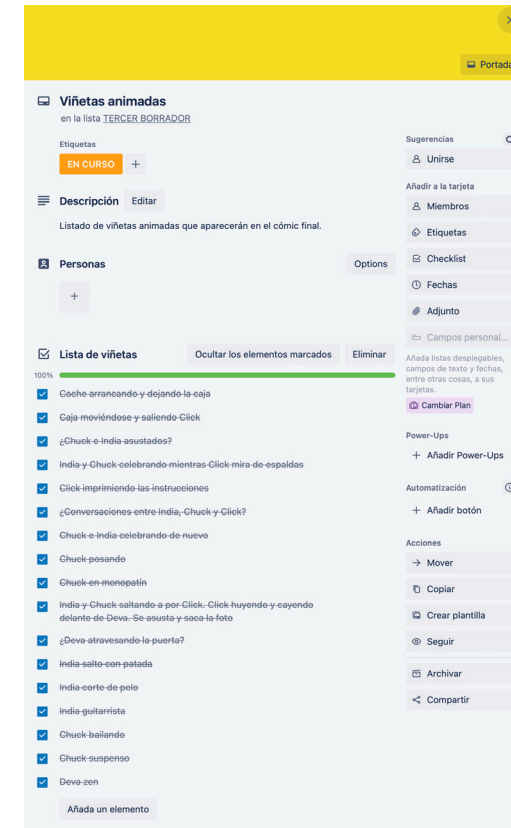 Portada
Viñetas animadas
en la lista TERCER BORRADOR
Etiquetas
EN CURSO
+
Descripción
Editar
Listado de viñetas animadas que aparecerán en el cómic final.
Personas
Options
+
Lista de viñetas
Ocultar los elementos marcados
Eliminar
100%
Coche arrancando y dejando la caja
Caja moviéndose y saliendo Click
¿Chuck e India asustados?
India y Chuck celebrando mientras Click mira de espaldas
Click imprimiendo las instrucciones
¿Conversaciones entre India, Chuck y Click?
Chuck e India celebrando de nuevo
Chuck posando
Chuck en monopatín
India y Chuck saltando a por Click. Click huyendo y cayendo
delante de Deva. Se asusta y saca la foto
¿Deva atravesando la puerta?
India salto con patada
India corte de pelo
India guitarrista
Chuck bailando
Chuck suspenso
Deva zen
Añada un elemento
Sugerencias
Unirse
Añadir a la tarjeta
Miembros
Etiquetas
Checklist
Fechas
Adjunto
Campos personal...
Añada listas desplegables,
campos de texto y fechas,
entre otras cosas, a sus
tarjetas.
Cambiar Plan
Power-Ups
+ Añadir Power-Ups
Automatización
+ Añadir botón
Acciones
Mover
Copiar
Crear plantilla
Seguir
Archivar
Compartir